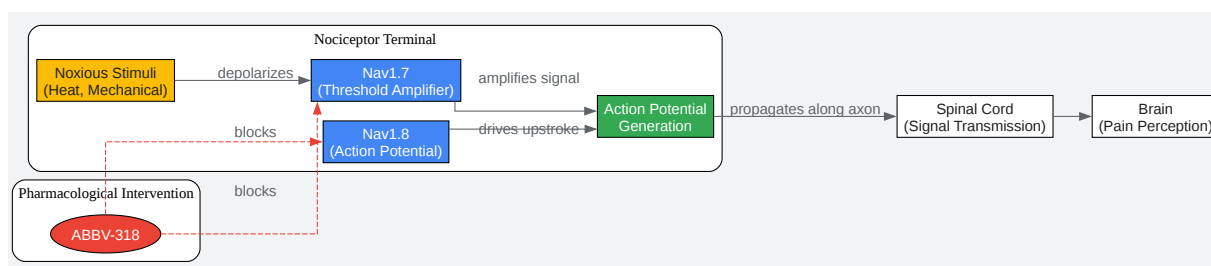 Nociceptor Terminal
Noxious Stimuli
(Heat, Mechanical)
depolarizes
Nav1.7
(Threshold Amplifier)
amplifies signal
Action Potential
Generation
propagates along axon
Spinal Cord
(Signal Transmission)
Brain
(Pain Perception)
blocks
Nav1.8
(Action Potential)
drives upstroke
blocks
Pharmacological Intervention
ABBV-318